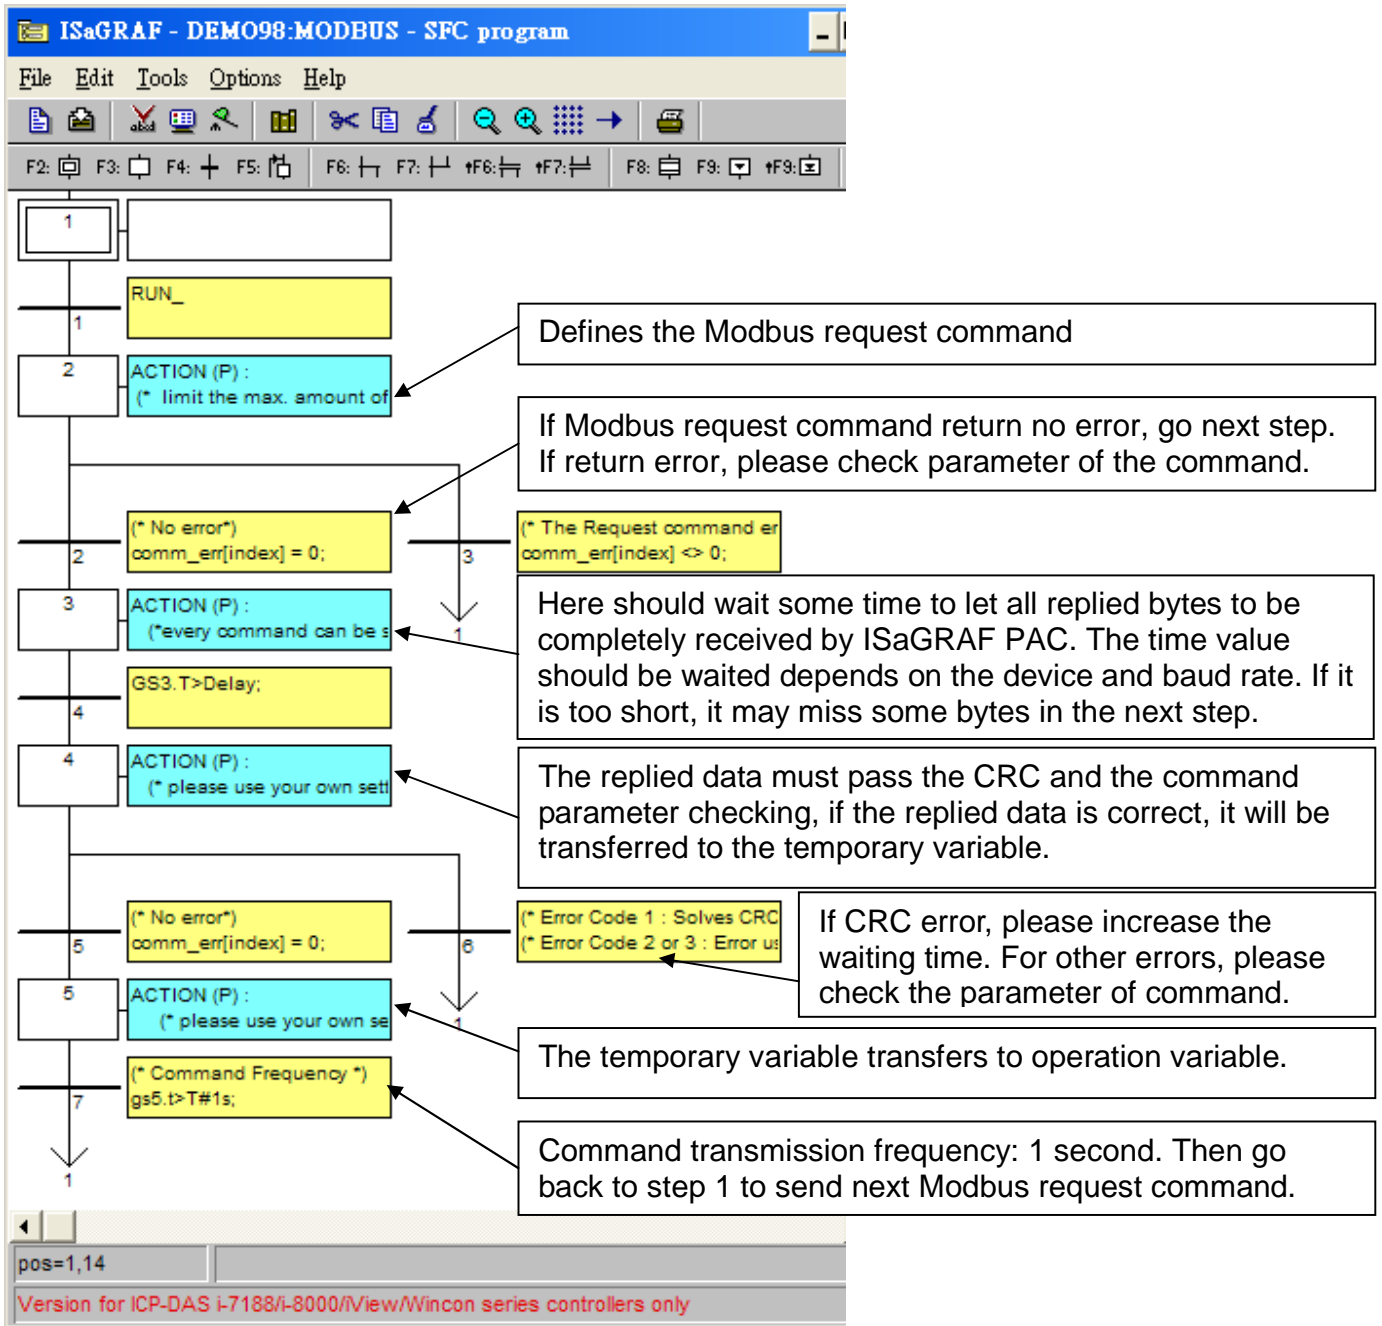 ISaGRAF - DEMO98:MODBUS - SFC program
File Edit Tools Options Help
F2: F3: F4: F5: F6: F7: ↑F6: ↑F7: F8: F9: ↑F9:
1
RUN_
1
Defines the Modbus request command
2
ACTION (P) :
(* limit the max. amount of
If Modbus request command return no error, go next step.
If return error, please check parameter of the command.
(* No error*)
comm_err[index] = 0;
2
(* The Request command er
comm_err[index] <> 0;
3
3
ACTION (P) :
(*every command can be s
1
Here should wait some time to let all replied bytes to be
completely received by ISaGRAF PAC. The time value
should be waited depends on the device and baud rate. If it
is too short, it may miss some bytes in the next step.
GS3.T>Delay;
4
4
ACTION (P) :
(* please use your own sett
The replied data must pass the CRC and the command
parameter checking, if the replied data is correct, it will be
transferred to the temporary variable.
(* No error*)
comm_err[index] = 0;
5
(* Error Code 1 : Solves CRC
(* Error Code 2 or 3 : Error us
6
If CRC error, please increase the
waiting time. For other errors, please
check the parameter of command.
5
ACTION (P) :
(* please use your own se
1
The temporary variable transfers to operation variable.
(* Command Frequency *)
gs5.t>T#1s;
7
Command transmission frequency: 1 second. Then go
back to step 1 to send next Modbus request command.
1
pos=1,14
Version for ICP-DAS i-7188/i-8000/iView/Wincon series controllers only